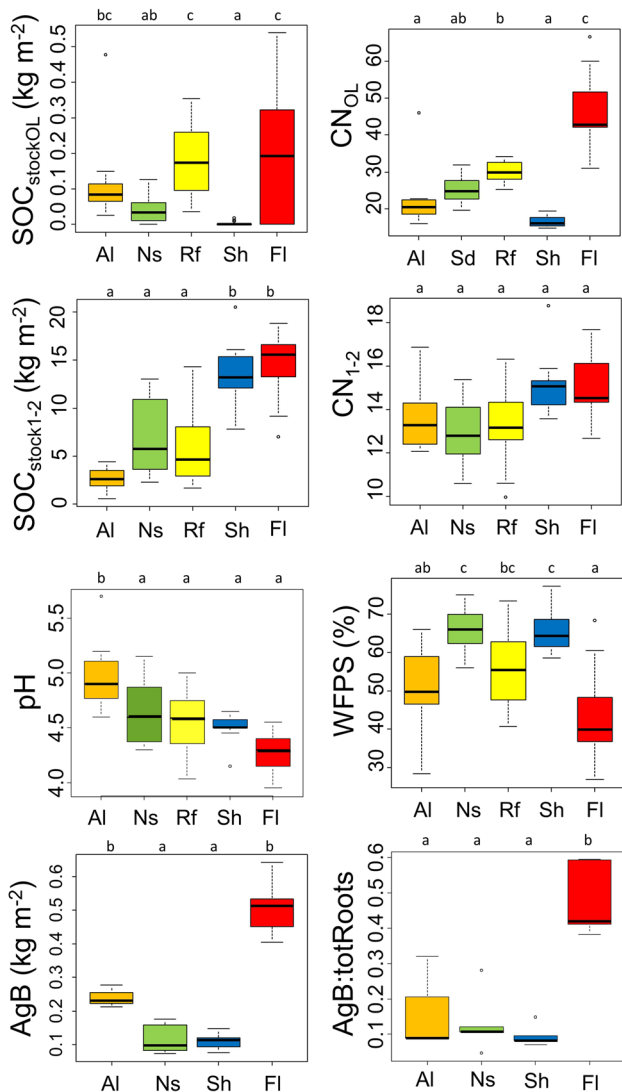 bc ab c a c
SOC_stockOL (kg m⁻²)
0.5
0.4
0.3
0.2
0.1
0.0
Al Ns Rf Sh Fl
a ab b a c
CN_OL
60
50
40
30
20
Al Sd Rf Sh Fl
a a a b b
SOC_stock1-2 (kg m⁻²)
20
15
10
5
0
Al Ns Rf Sh Fl
a a a a a
CN_1-2
18
16
14
12
10
Al Ns Rf Sh Fl
b a a a a
pH
5.5
5.0
4.5
4.0
Al Ns Rf Sh Fl
ab c bc c a
WFPS (%)
70
60
50
40
30
Al Ns Rf Sh Fl
b a a b
AgB (kg m⁻²)
0.6
0.5
0.4
0.3
0.2
0.1
Al Ns Sh Fl
a a a b
AgB:totRoots
0.6
0.5
0.4
0.3
0.2
0.1
Al Ns Sh Fl